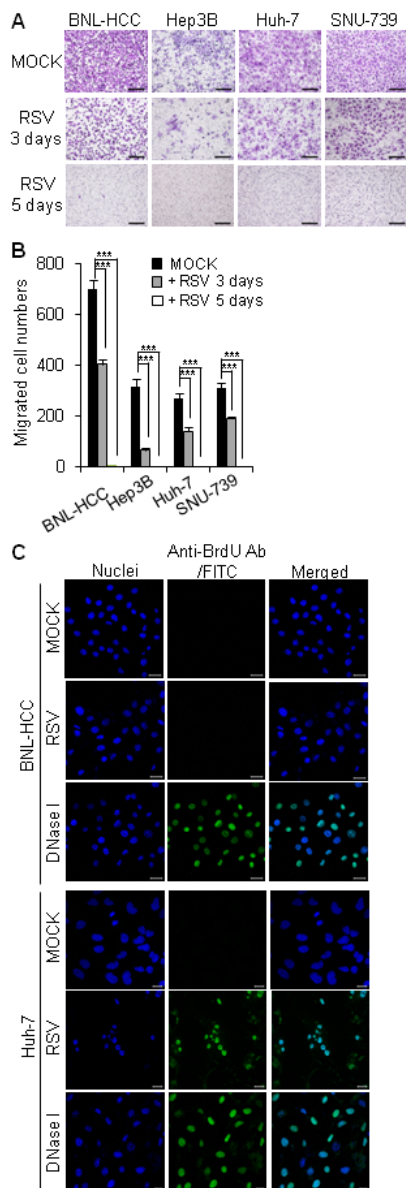 A
BNL-HCC Hep3B Huh-7 SNU-739
MOCK
RSV
3 days
RSV
5 days
B
800
600
400
200
0
Migrated cell numbers
MOCK
+ RSV 3 days
+ RSV 5 days
***
***
***
***
***
***
***
***
BNL-HCC
Hep3B
Huh-7
SNU-739
C
Anti-BrdU Ab
Nuclei /FITC Merged
BNL-HCC
MOCK
RSV
DNase I
Huh-7
MOCK
RSV
DNase I